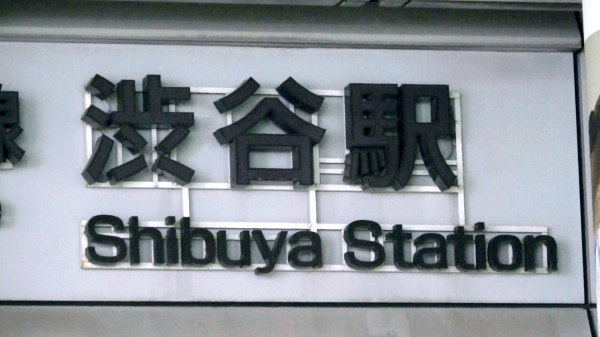 渋谷駅
Shibuya Station